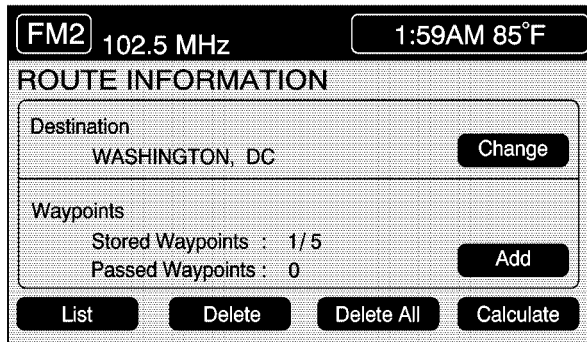 FM2 102.5 MHz 1:59AM 85°F
ROUTE INFORMATION
Destination
WASHINGTON, DC
Change
Waypoints
Stored Waypoints : 1/5
Passed Waypoints : 0
Add
List Delete Delete All Calculate